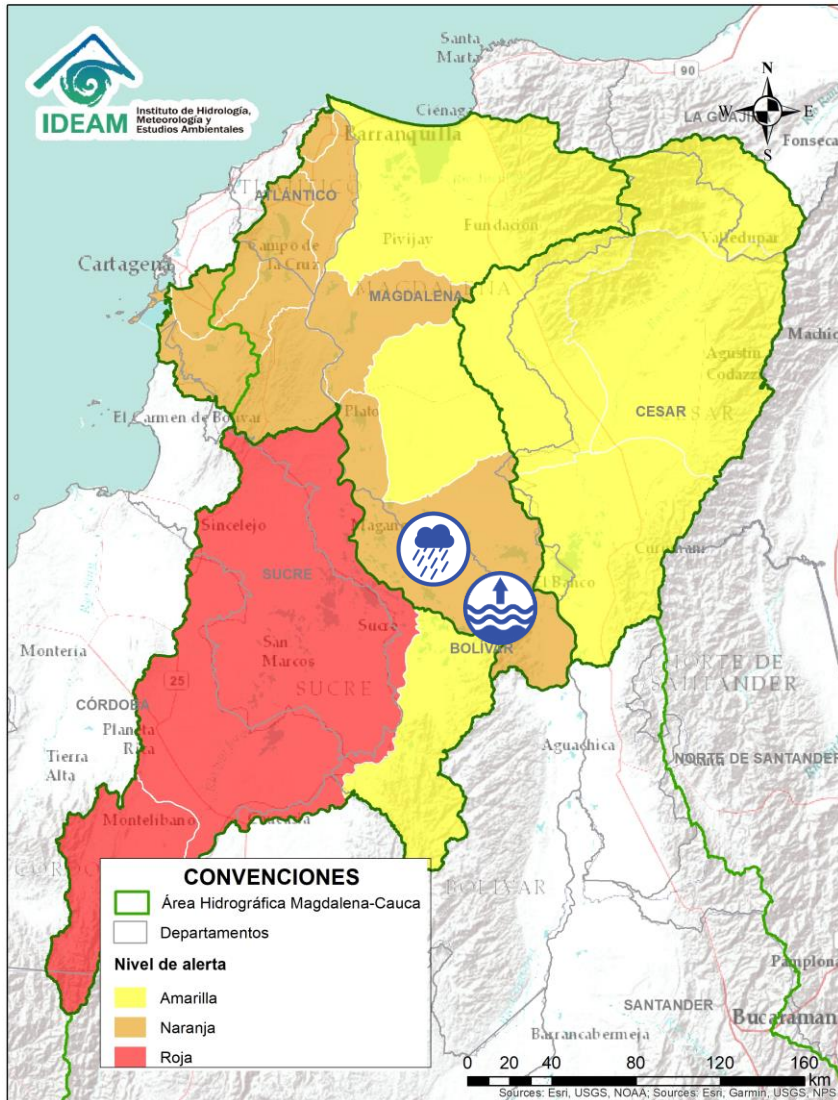 IDEAM
Instituto de Hidrología,
Meteorología y
Estudios Ambientales
Santa
Marta
90
N
W E
S
LA GUAJIRA
Ciénaga
Fonseca
Barranquilla
ATLÁNTICO
Pivijay
Fundación
Valledupar
Cartagena
Campo de
la Cruz
MAGDALENA
Agustín
Codazzi
El Carmen de Bolívar
Plato
CESAR
Sincelejo
Magangué
SUCRE
El Banco
Sucre
Montería
San
Marcos
BOLÍVAR
SUCRE
25
CÓRDOBA
NORTE DE
SANTANDER
Planeta
Rica
Aguachica
Tierra
Alta
NORTE DE SANTANDER
Montelíbano
BOLÍVAR
CONVENCIONES
Área Hidrográfica Magdalena-Cauca
Departamentos
Nivel de alerta
Amarilla
Naranja
Roja
Pamplona
SANTANDER
Bucaraman
Barrancabermeja
0 20 40 80 120 160
km
Sources: Esri, USGS, NOAA; Sources: Esri, Garmin, USGS, NPS